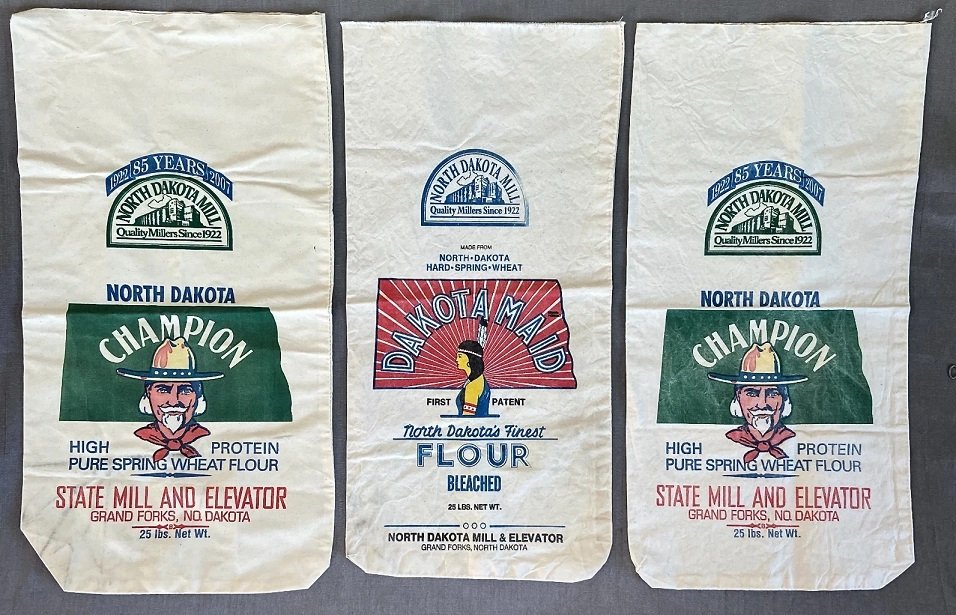 1922 85 YEARS 2007
NORTH DAKOTA MILL
Quality Millers Since 1922
NORTH DAKOTA
CHAMPION
HIGH PROTEIN
PURE SPRING WHEAT FLOUR
STATE MILL AND ELEVATOR
GRAND FORKS, NO. DAKOTA
25 lbs. Net Wt.
NORTH DAKOTA MILL
Quality Millers Since 1922
MADE FROM
NORTH·DAKOTA
HARD·SPRING·WHEAT
DAKOTA MAID
FIRST PATENT
North Dakota's Finest
FLOUR
BLEACHED
25 LBS. NET WT.
NORTH DAKOTA MILL & ELEVATOR
GRAND FORKS, NORTH DAKOTA
1922 85 YEARS 2007
NORTH DAKOTA MILL
Quality Millers Since 1922
NORTH DAKOTA
CHAMPION
HIGH PROTEIN
PURE SPRING WHEAT FLOUR
STATE MILL AND ELEVATOR
GRAND FORKS, NO. DAKOTA
25 lbs. Net Wt.